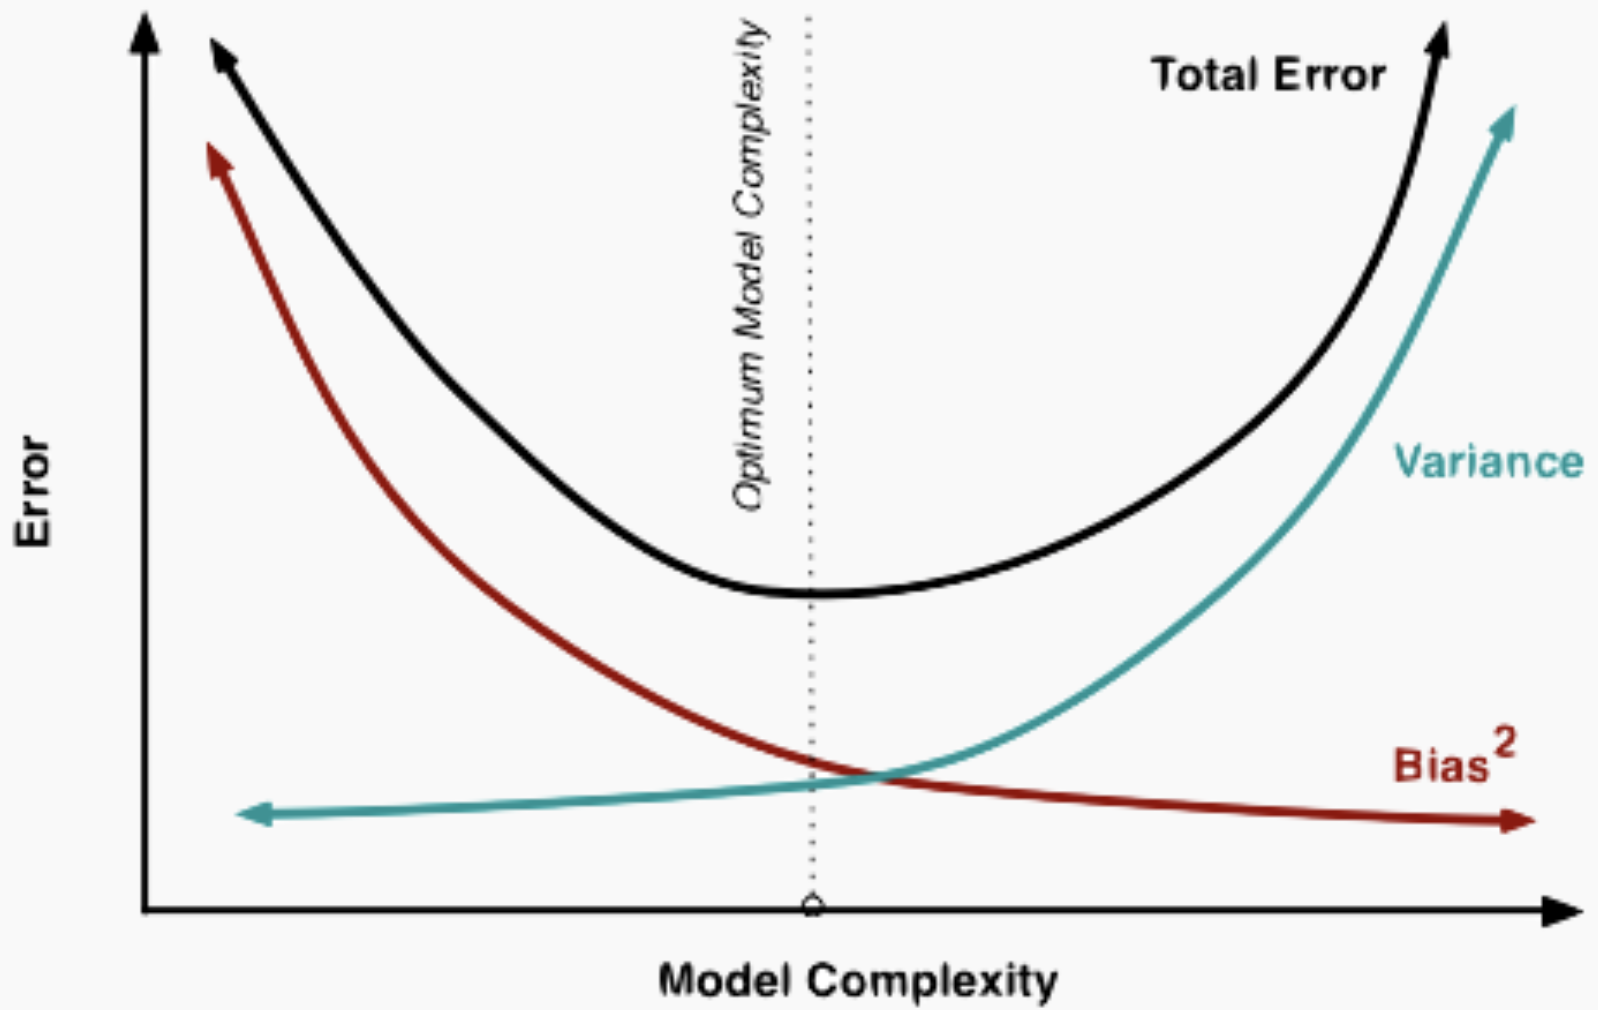 Optimum Model Complexity
Total Error
Error
Variance
Bias²
Model Complexity